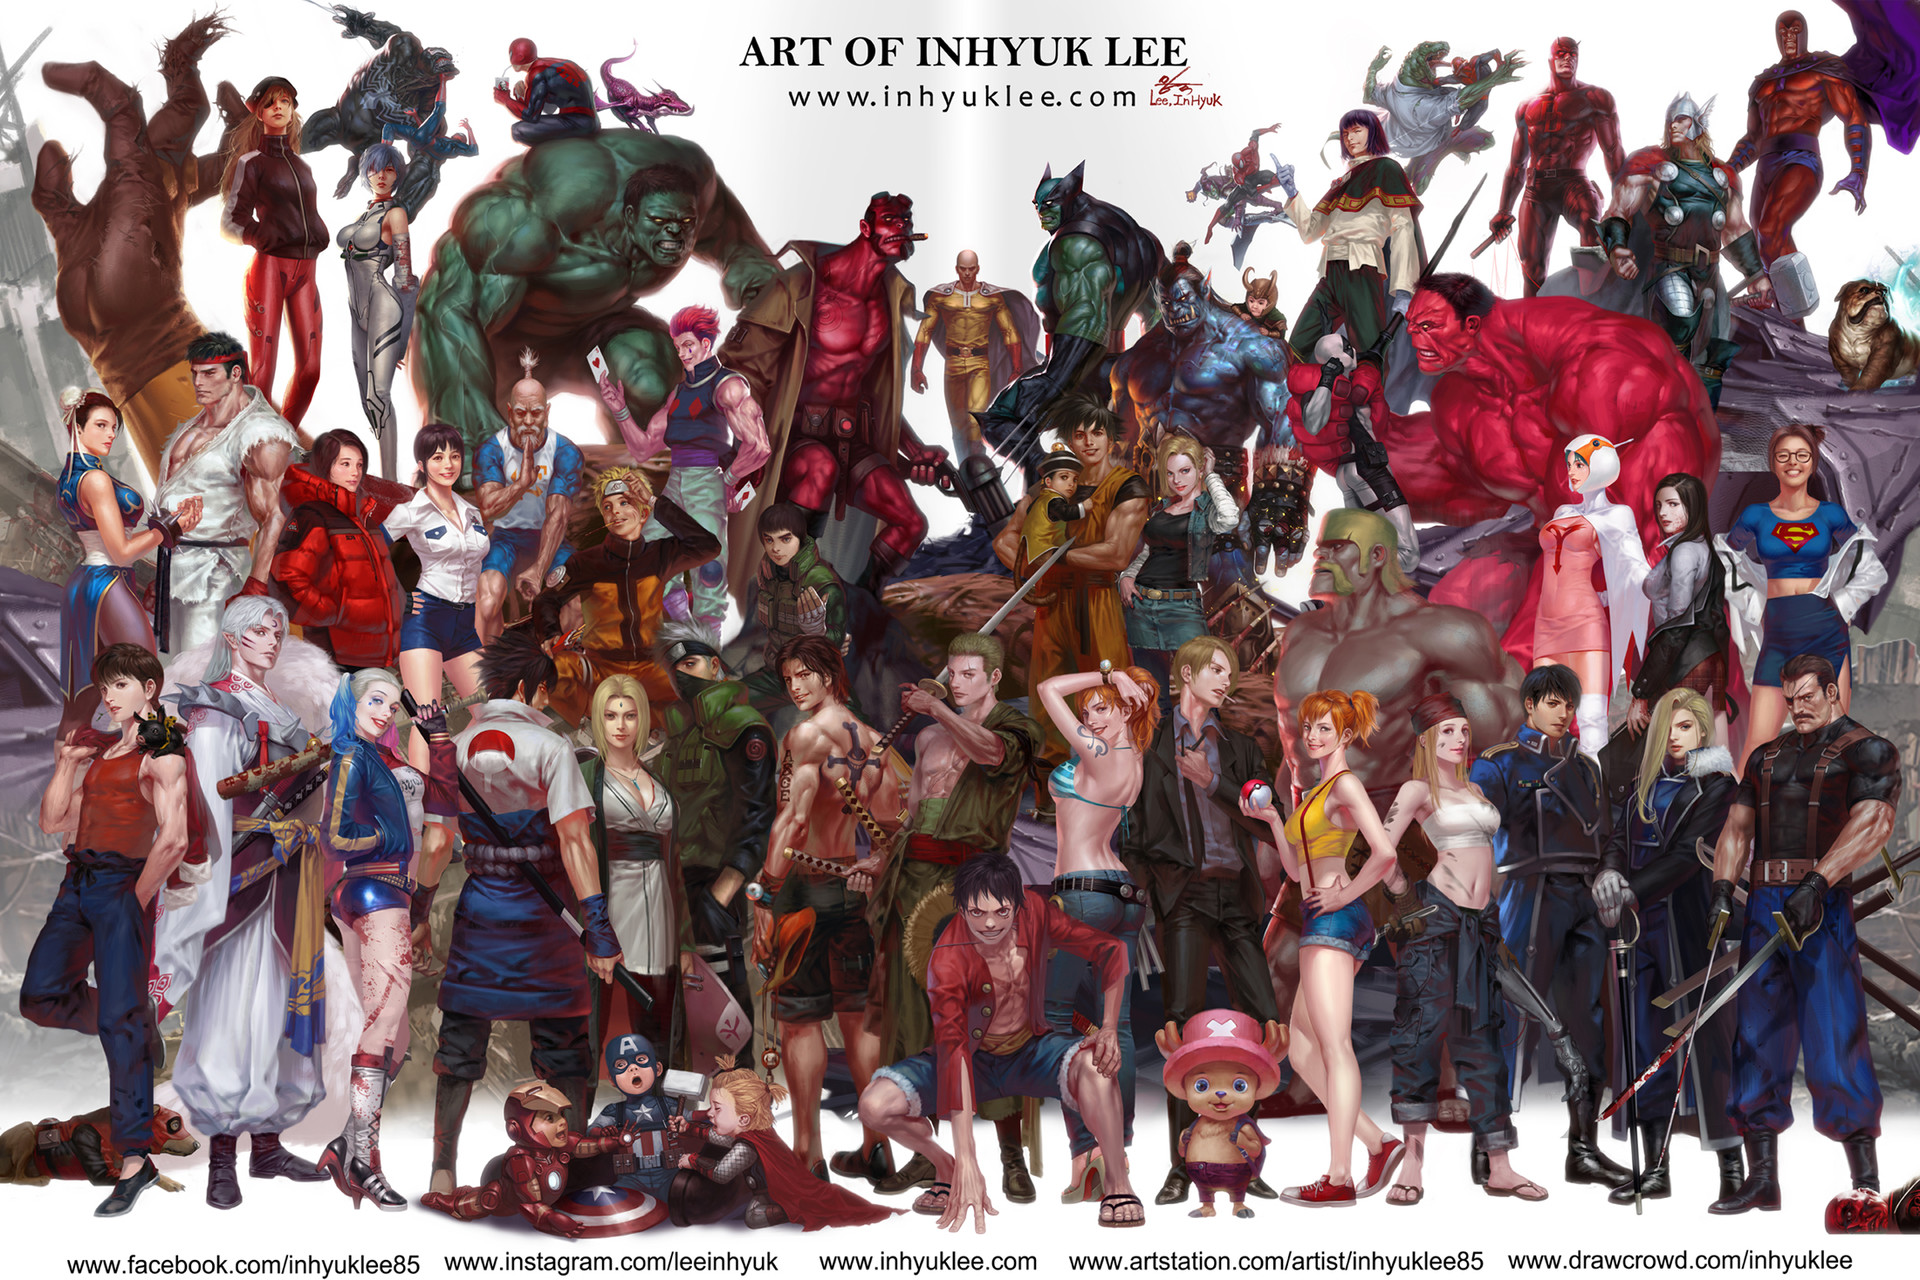 ART OF INHYUK LEE
www.inhyuklee.com
Lee, InHyuk
A
S
ACE
www.facebook.com/inhyuklee85
www.instagram.com/leeinhyuk
www.inhyuklee.com
www.artstation.com/artist/inhyuklee85
www.drawcrowd.com/inhyuklee